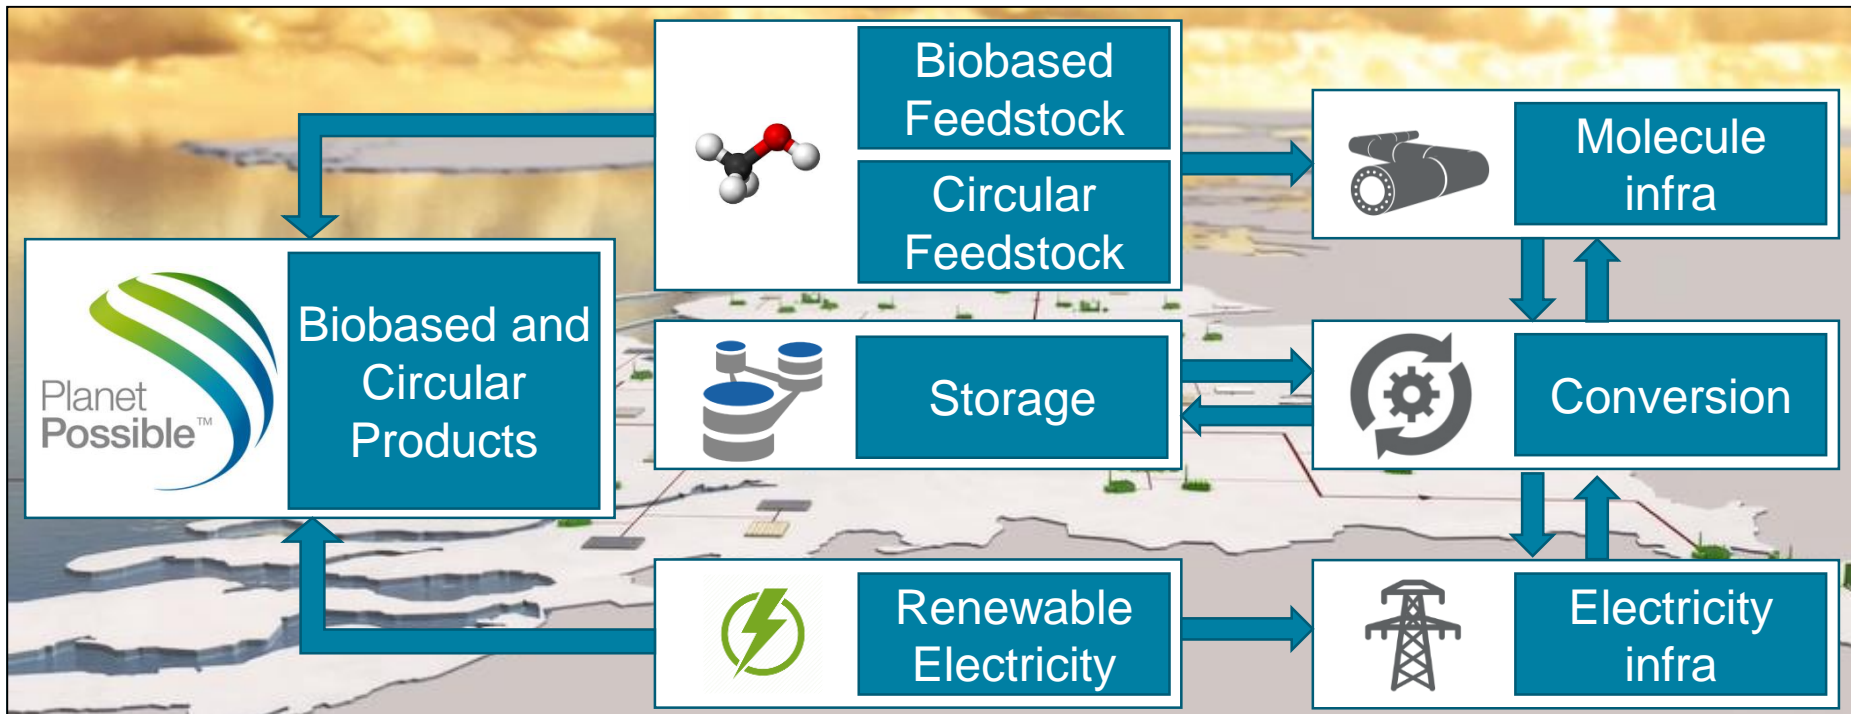 Biobased
Feedstock
Circular
Feedstock
Molecule
infra
Planet
Possible™
Biobased and
Circular
Products
Storage
Conversion
Renewable
Electricity
Electricity
infra